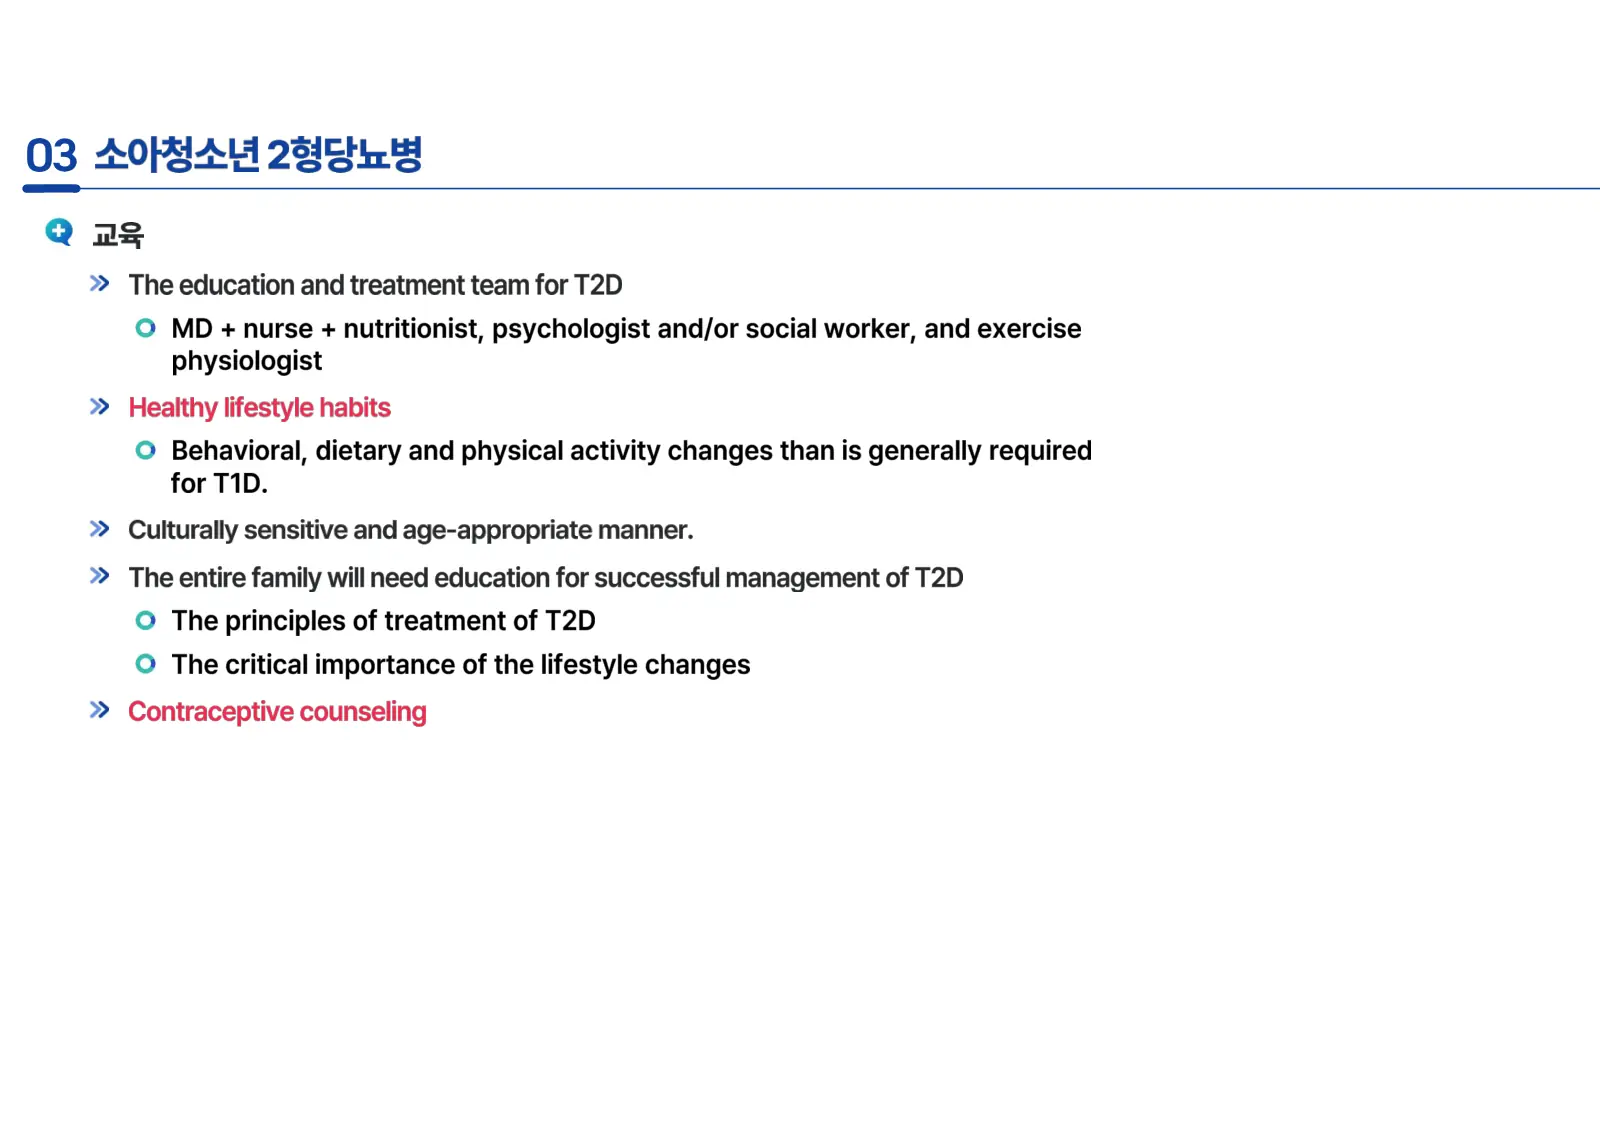 03 소아청소년 2형당뇨병
교육
The education and treatment team for T2D
MD + nurse + nutritionist, psychologist and/or social worker, and exercise
physiologist
Healthy lifestyle habits
Behavioral, dietary and physical activity changes than is generally required
for T1D.
Culturally sensitive and age-appropriate manner.
The entire family will need education for successful management of T2D
The principles of treatment of T2D
The critical importance of the lifestyle changes
Contraceptive counseling